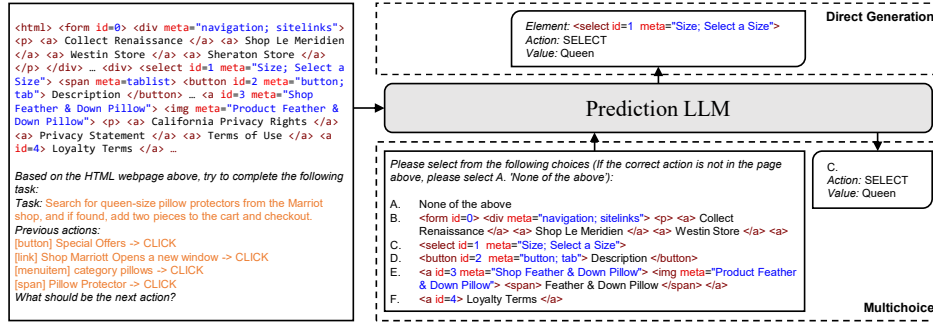 <html> <form id=0> <div meta="navigation; sitelinks">
<p> <a> Collect Renaissance </a> <a> Shop Le Meridien
</a> <a> Westin Store </a> <a> Sheraton Store </a>
</p> </div> … <div> <select id=1 meta="Size; Select a
Size"> <span meta=tablist> <button id=2 meta="button;
tab"> Description </button> … <a id=3 meta="Shop
Feather & Down Pillow"> <img meta="Product Feather &
Down Pillow"> <p> <a> California Privacy Rights </a>
<a> Privacy Statement </a> <a> Terms of Use </a> <a
id=4> Loyalty Terms </a> …
Based on the HTML webpage above, try to complete the following
task:
Task: Search for queen-size pillow protectors from the Marriot
shop, and if found, add two pieces to the cart and checkout.
Previous actions:
[button] Special Offers -> CLICK
[link] Shop Marriott Opens a new window -> CLICK
[menuitem] category pillows -> CLICK
[span] Pillow Protector -> CLICK
What should be the next action?
Direct Generation
Element: <select id=1 meta="Size; Select a Size">
Action: SELECT
Value: Queen
Prediction LLM
Please select from the following choices (If the correct action is not in the page
above, please select A. 'None of the above'):
A. None of the above
B. <form id=0> <div meta="navigation; sitelinks"> <p> <a> Collect
Renaissance </a> <a> Shop Le Meridien </a> <a> Westin Store </a> <a>
C. <select id=1 meta="Size; Select a Size">
D. <button id=2 meta="button; tab"> Description </button>
E. <a id=3 meta="Shop Feather & Down Pillow"> <img meta="Product Feather
& Down Pillow"> <span> Feather & Down Pillow </span> </a>
F. <a id=4> Loyalty Terms </a>
C.
Action: SELECT
Value: Queen
Multichoice